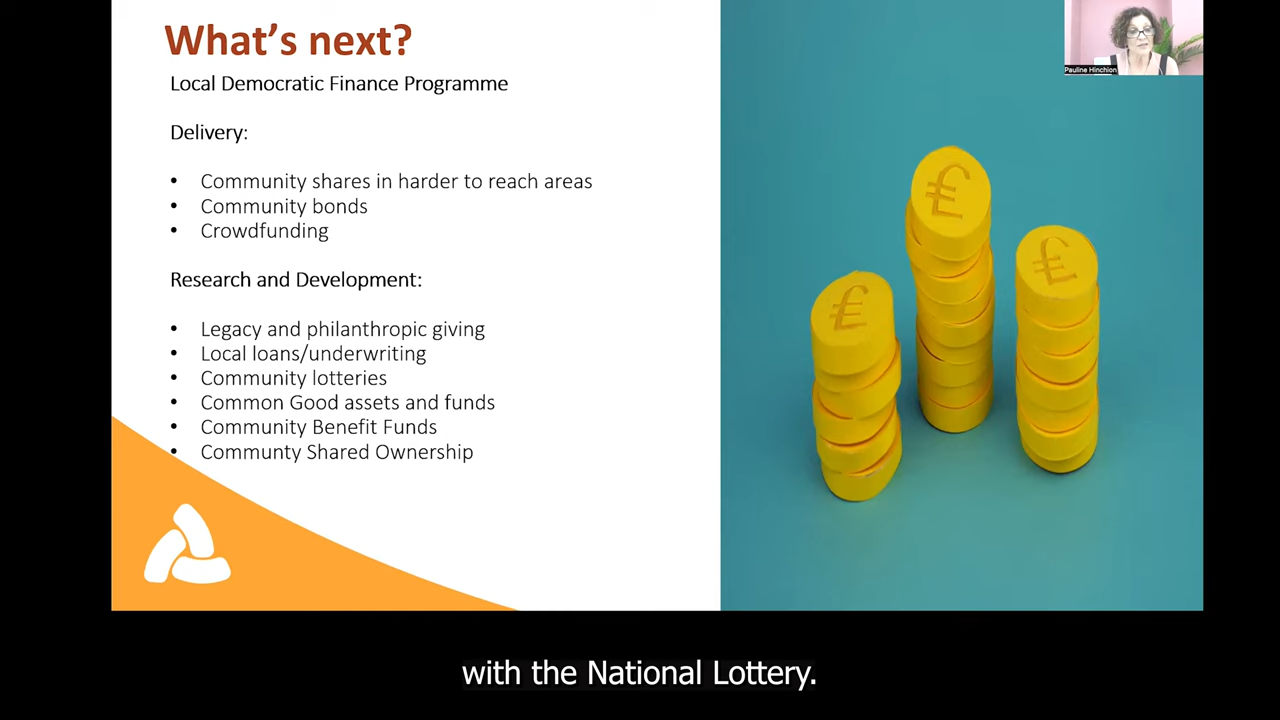 What's next?
Local Democratic Finance Programme
Delivery:
• Community shares in harder to reach areas
• Community bonds
• Crowdfunding
Research and Development:
• Legacy and philanthropic giving
• Local loans/underwriting
• Community lotteries
• Common Good assets and funds
• Community Benefit Funds
• Communty Shared Ownership
£
£
£
Pauline Hinchion
with the National Lottery.